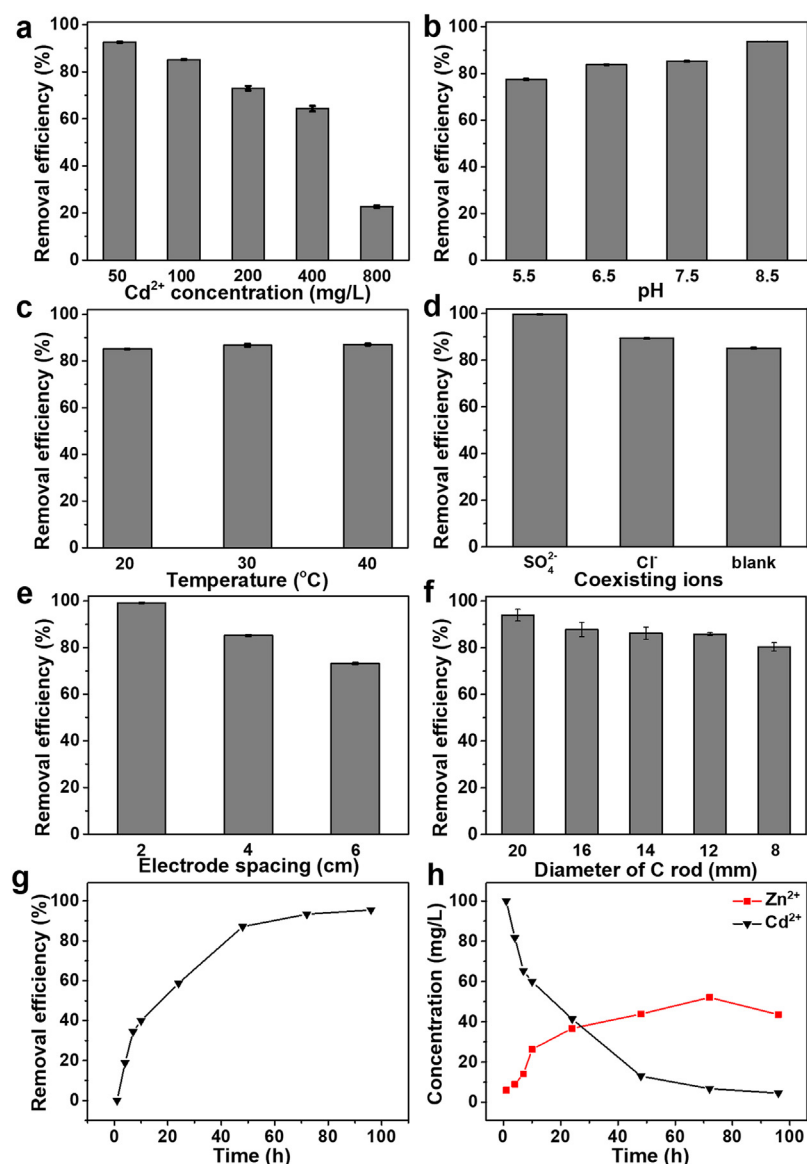 a
Removal efficiency (%)
100
80
60
40
20
0
50 100 200 400 800
Cd²⁺ concentration (mg/L)
b
Removal efficiency (%)
100
80
60
40
20
0
5.5 6.5 7.5 8.5
pH
c
Removal efficiency (%)
100
80
60
40
20
0
20 30 40
Temperature (°C)
d
Removal efficiency (%)
100
80
60
40
20
0
SO₄²⁻ Cl⁻ blank
Coexisting ions
e
Removal efficiency (%)
100
80
60
40
20
0
2 4 6
Electrode spacing (cm)
f
Removal efficiency (%)
100
80
60
40
20
0
20 16 14 12 8
Diameter of C rod (mm)
g
Removal efficiency (%)
100
80
60
40
20
0
0 20 40 60 80 100
Time (h)
h
Concentration (mg/L)
100
80
60
40
20
0
Zn²⁺
Cd²⁺
0 20 40 60 80 100
Time (h)